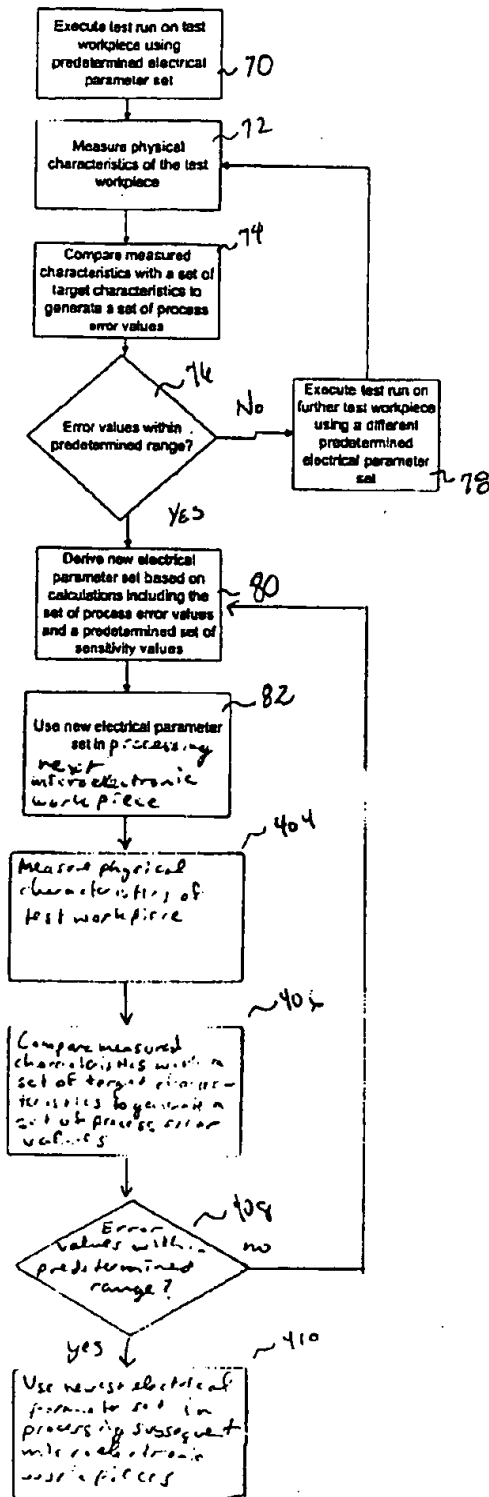 Execute test run on test
workpiece using
predetermined electrical
parameter set
70
72
Measure physical
characteristics of the test
workpiece
74
Compare measured
characteristics with a set of
target characteristics to
generate a set of process
error values
76
Error values within
predetermined range?
No
Execute test run on
further test workpiece
using a different
predetermined
electrical parameter
set
78
YES
Derive new electrical
parameter set based on
calculations including the
set of process error values
and a predetermined set of
sensitivity values
80
82
Use new electrical parameter
set in processing
next
microelectronic
workpiece
404
Measure physical
characteristics of
test workpiece
406
Compare measured
characteristics with a
set of target charac-
teristics to generate a
set of process error
values
408
Error
values within
predetermined
range?
no
yes
410
Use newest electrical
parameter set in
processing subsequent
microelectronic
workpieces